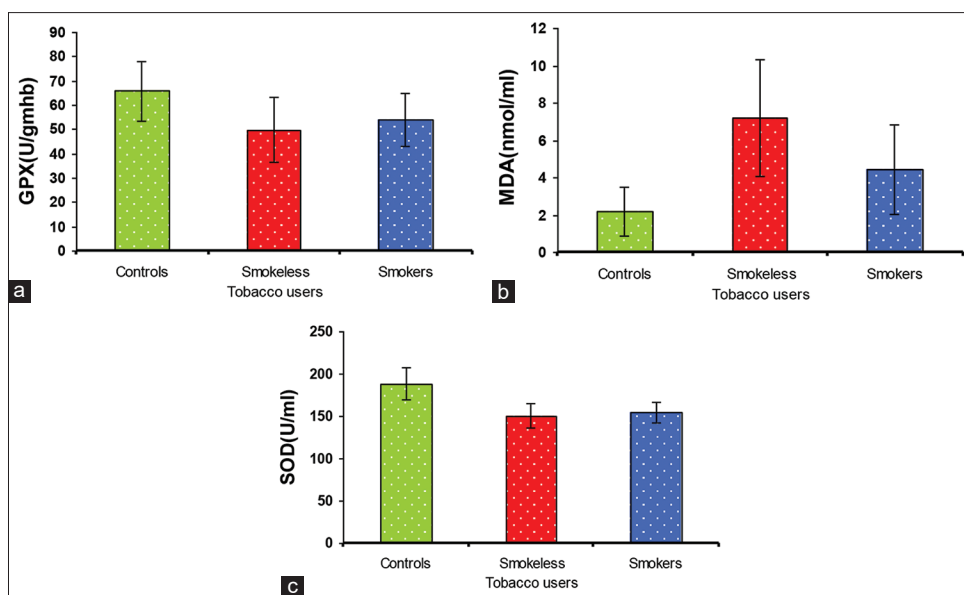 GPX(U/gmhb)
90
80
70
60
50
40
30
20
10
0
Controls Smokeless Smokers
Tobacco users
a
MDA(nmol/ml)
12
10
8
6
4
2
0
Controls Smokeless Smokers
Tobacco users
b
SOD(U/ml)
250
200
150
100
50
0
Controls Smokeless Smokers
Tobacco users
c